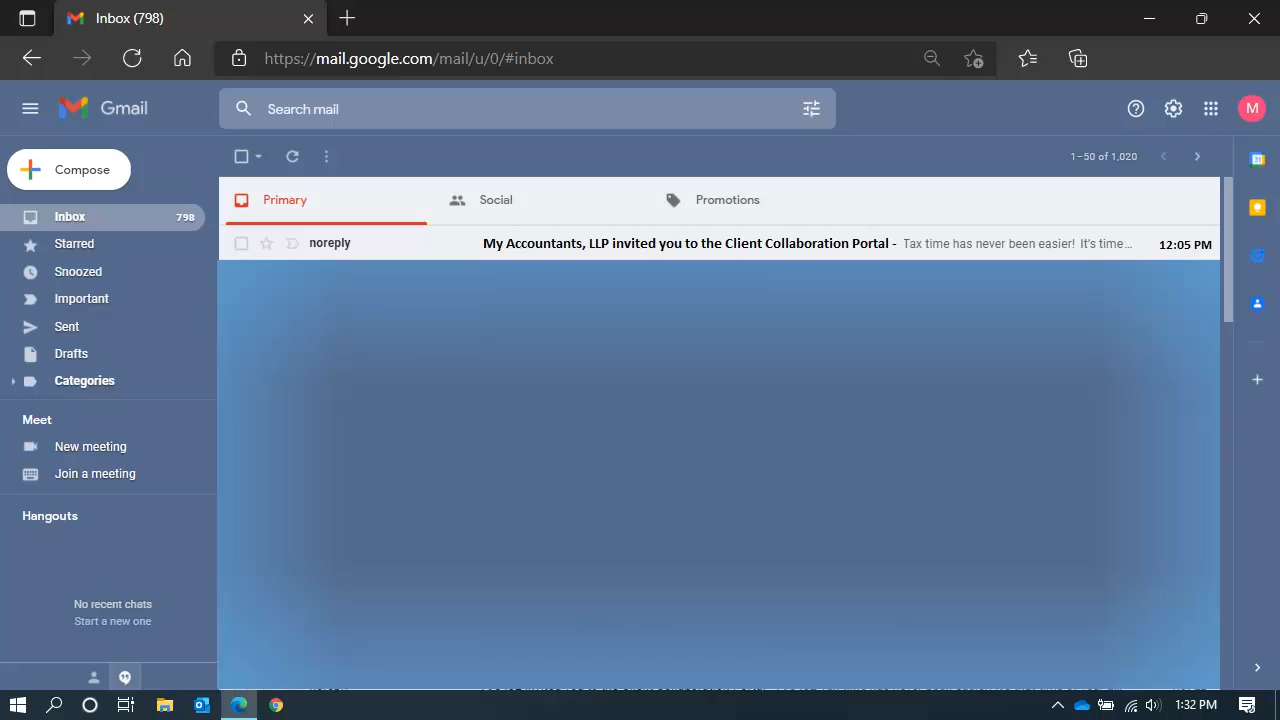 Inbox (798)
https://mail.google.com/mail/u/0/#inbox
Gmail
Search mail
M
Compose
1–50 of 1,020
31
Inbox 798
Primary Social Promotions
Starred
noreply My Accountants, LLP invited you to the Client Collaboration Portal - Tax time has never been easier! It's time... 12:05 PM
Snoozed
Important
Sent
Drafts
Categories
Meet
New meeting
Join a meeting
Hangouts
No recent chats
Start a new one
1:32 PM